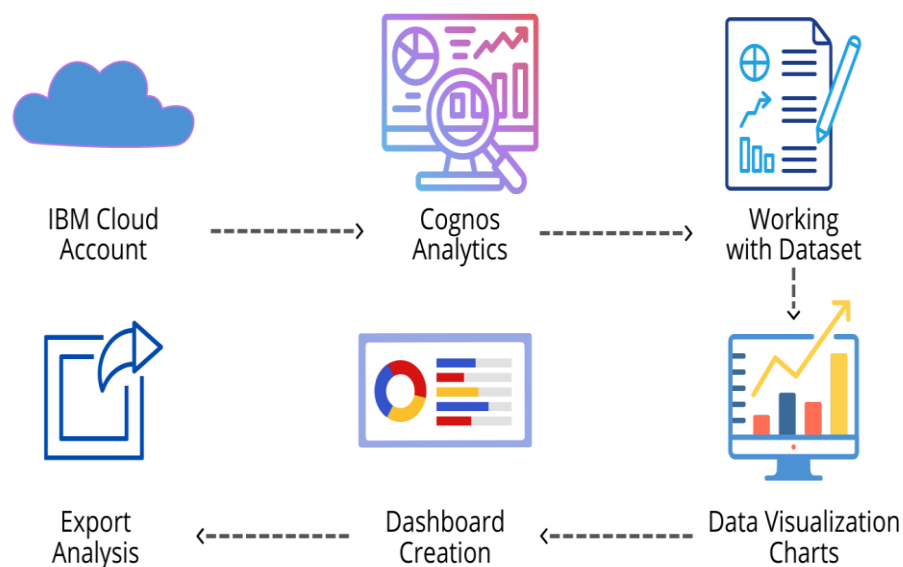 IBM Cloud
Account
Cognos
Analytics
Working
with Dataset
Export
Analysis
Dashboard
Creation
Data Visualization
Charts